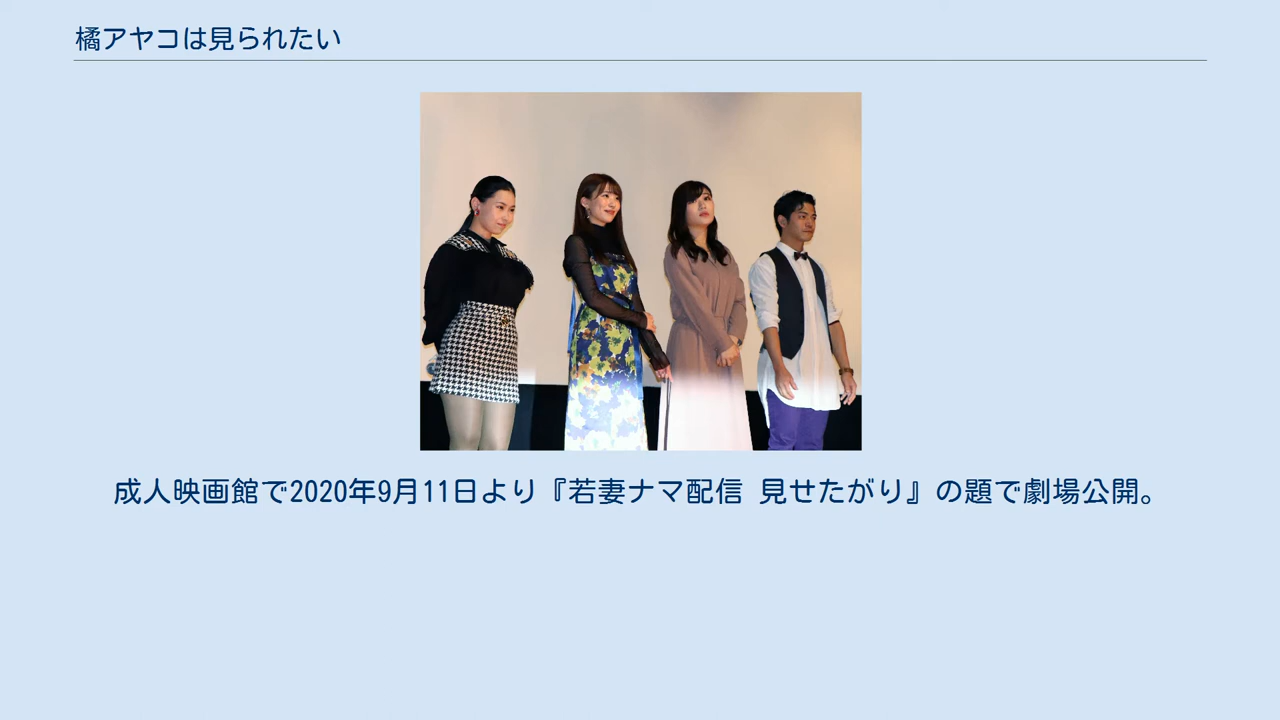 橘アヤコは見られたい
成人映画館で2020年9月11日より『若妻ナマ配信 見せたがり』の題で劇場公開。